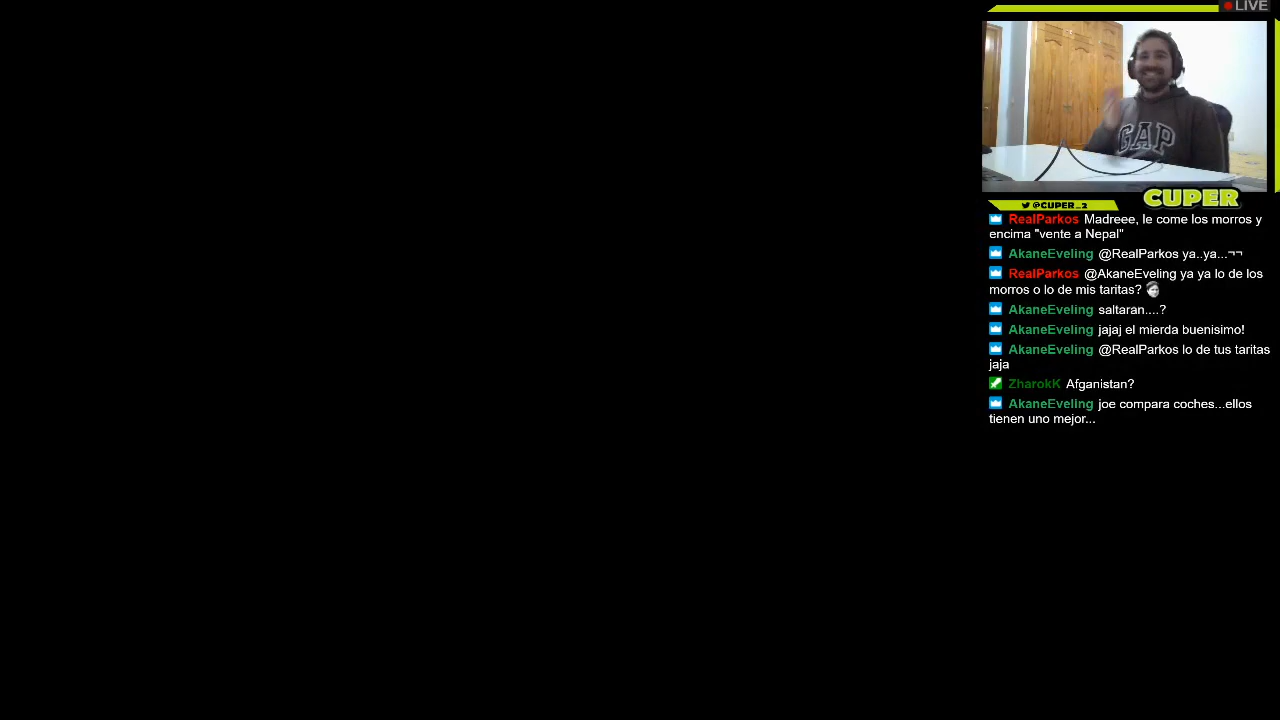 LIVE
GAP
CUPER
@CUPER_2
RealParkos Madreee, le come los morros y
encima "vente a Nepal"
AkaneEveling @RealParkos ya..ya...¬¬
RealParkos @AkaneEveling ya ya lo de los
morros o lo de mis taritas?
AkaneEveling saltaran....?
AkaneEveling jajaj el mierda buenisimo!
AkaneEveling @RealParkos lo de tus taritas
jaja
ZharokK Afganistan?
AkaneEveling joe compara coches...ellos
tienen uno mejor...